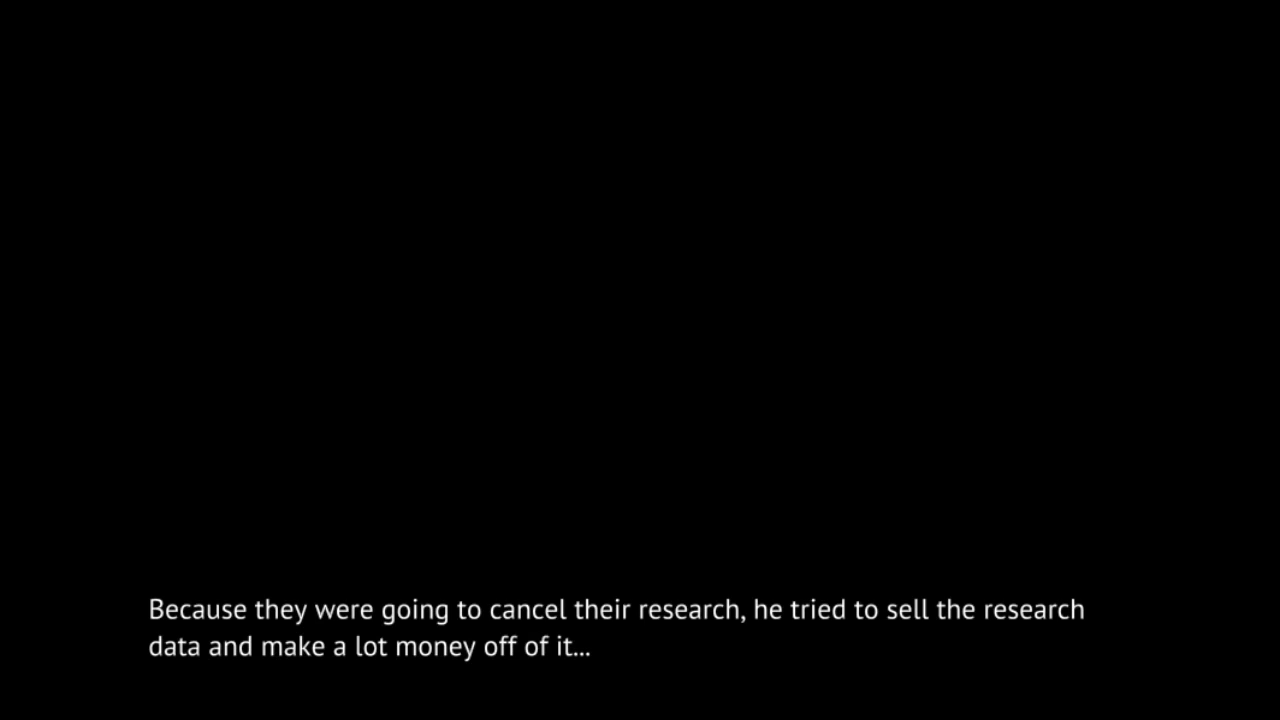 Because they were going to cancel their research, he tried to sell the research
data and make a lot money off of it...